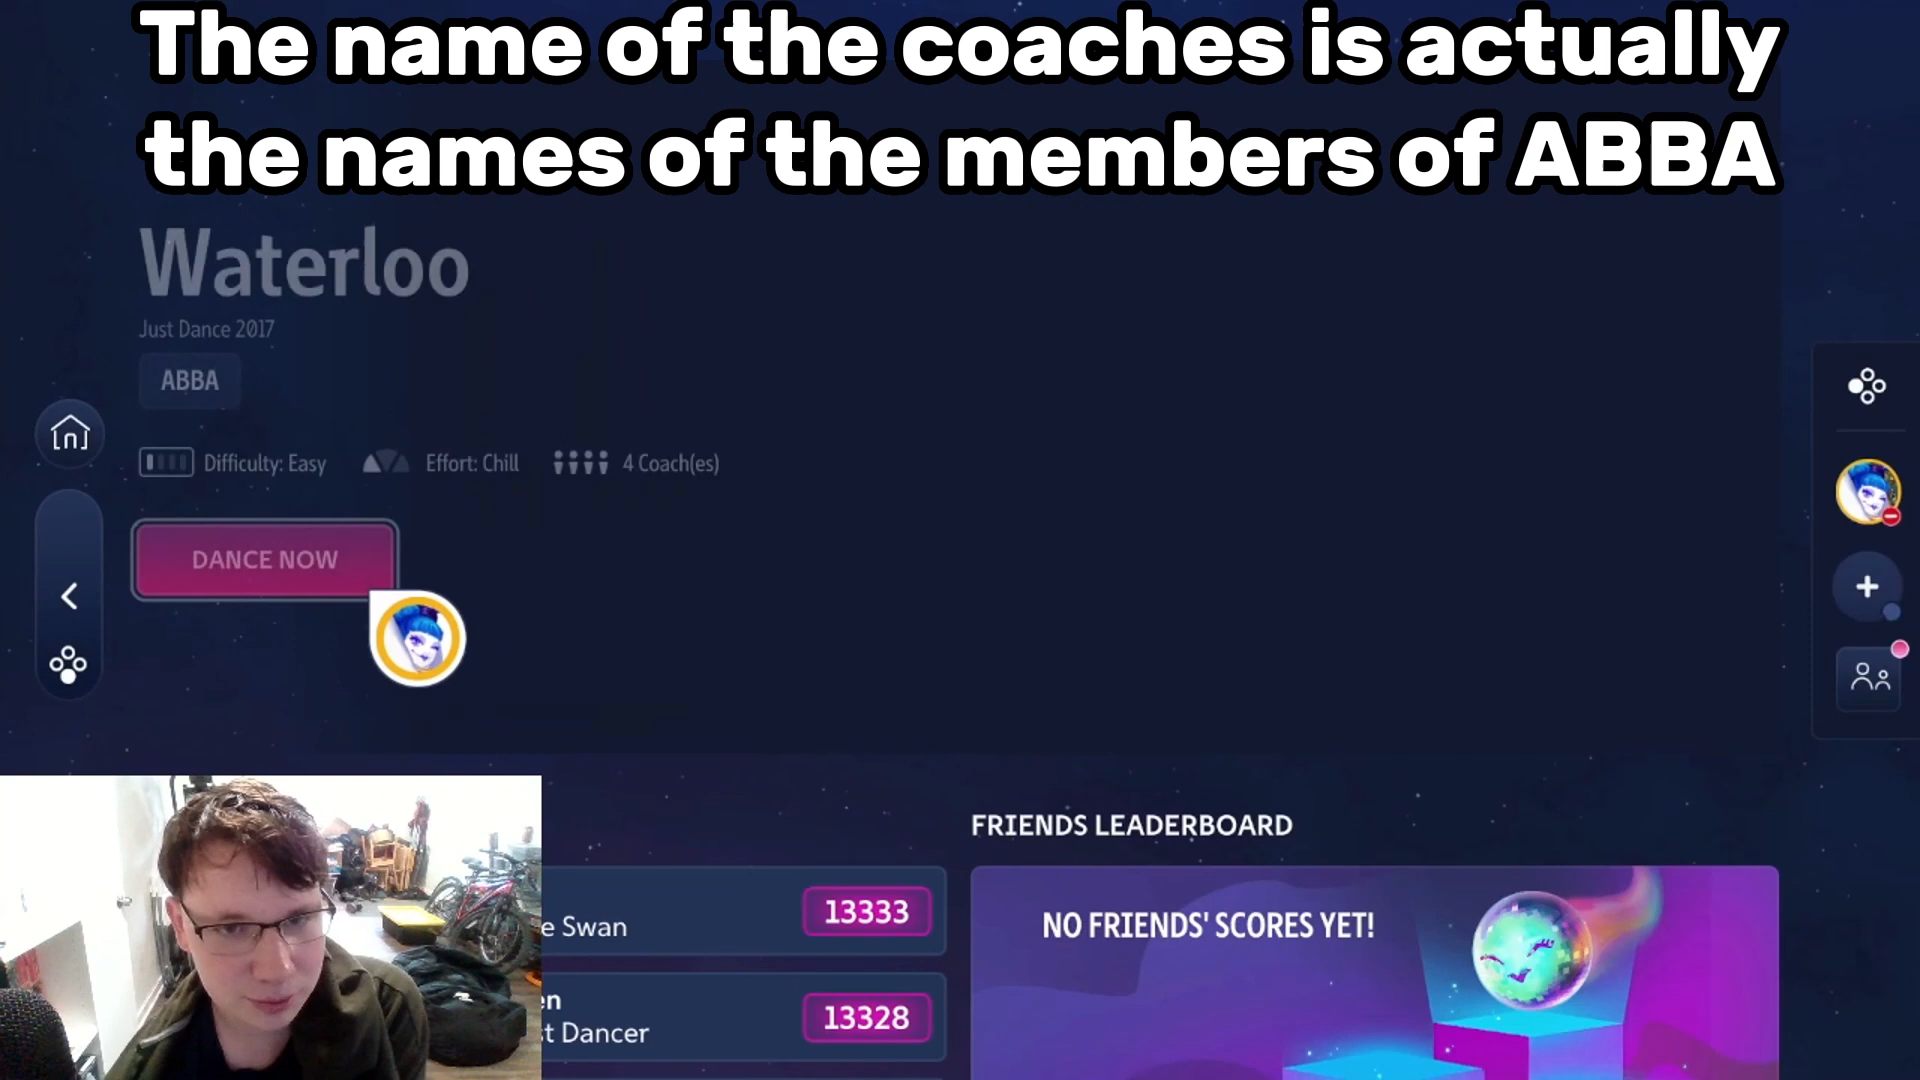 The name of the coaches is actually
the names of the members of ABBA
Waterloo
Just Dance 2017
ABBA
Difficulty: Easy Effort: Chill 4 Coach(es)
DANCE NOW
FRIENDS LEADERBOARD
e Swan 13333
NO FRIENDS' SCORES YET!
en
st Dancer 13328